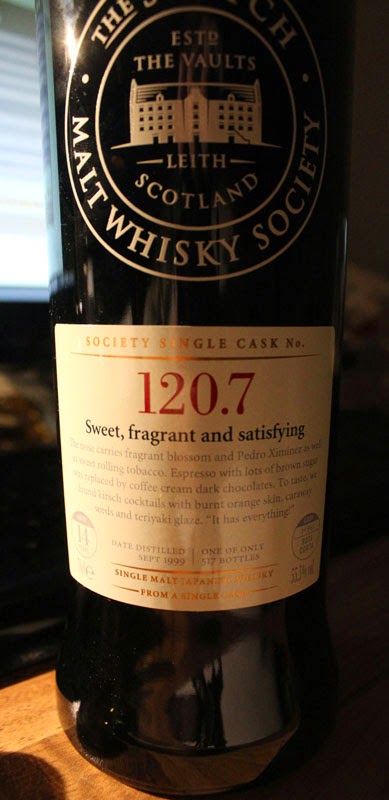 THE SCOTCH
MALT WHISKY SOCIETY
ESTD
THE VAULTS
LEITH
SCOTLAND
SOCIETY SINGLE CASK No.
120.7
Sweet, fragrant and satisfying
The nose carries fragrant blossom and Pedro Ximinez as well
as sweet rolling tobacco. Espresso with lots of brown sugar
was replaced by coffee cream dark chocolates. To taste, we
found kirsch cocktails with burnt orange skin, caraway
seeds and teriyaki glaze. "It has everything!"
14
DATE DISTILLED
SEPT 1999
ONE OF ONLY
517 BOTTLES
SINGLE MALT JAPANESE WHISKY
FROM A SINGLE CASK